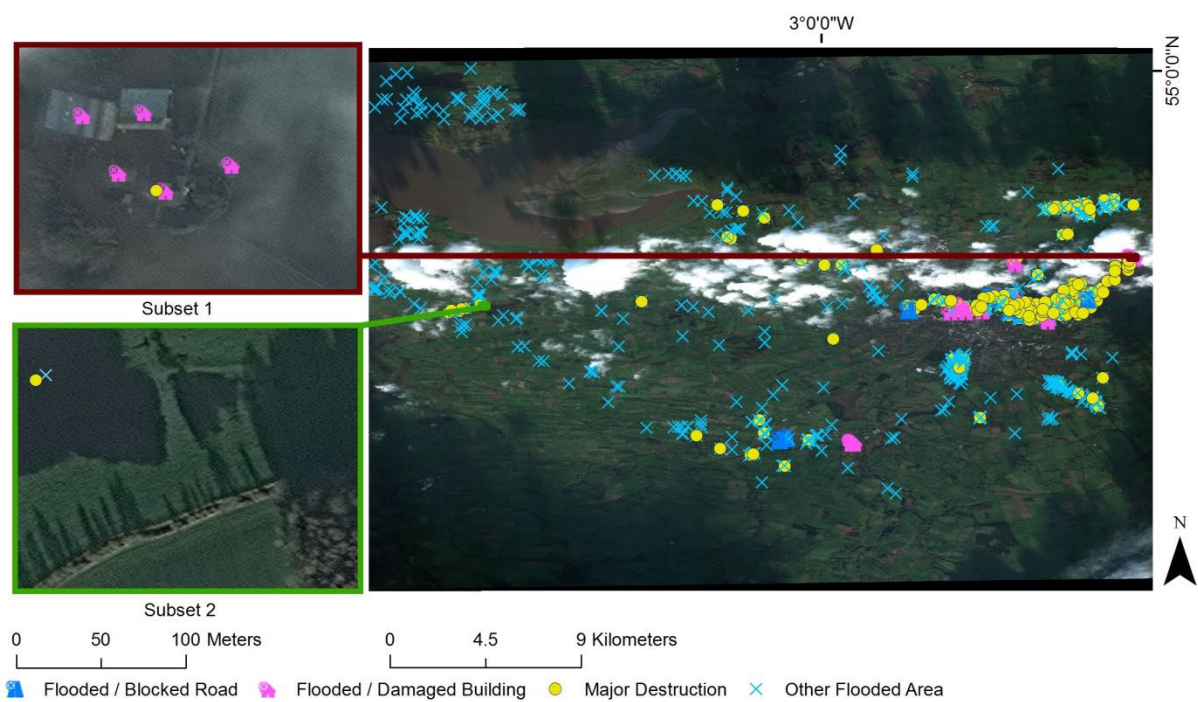 3°0'0"W
55°0'0"N
Subset 1
Subset 2
0 50 100 Meters
0 4.5 9 Kilometers
N
Flooded / Blocked Road Flooded / Damaged Building Major Destruction Other Flooded Area